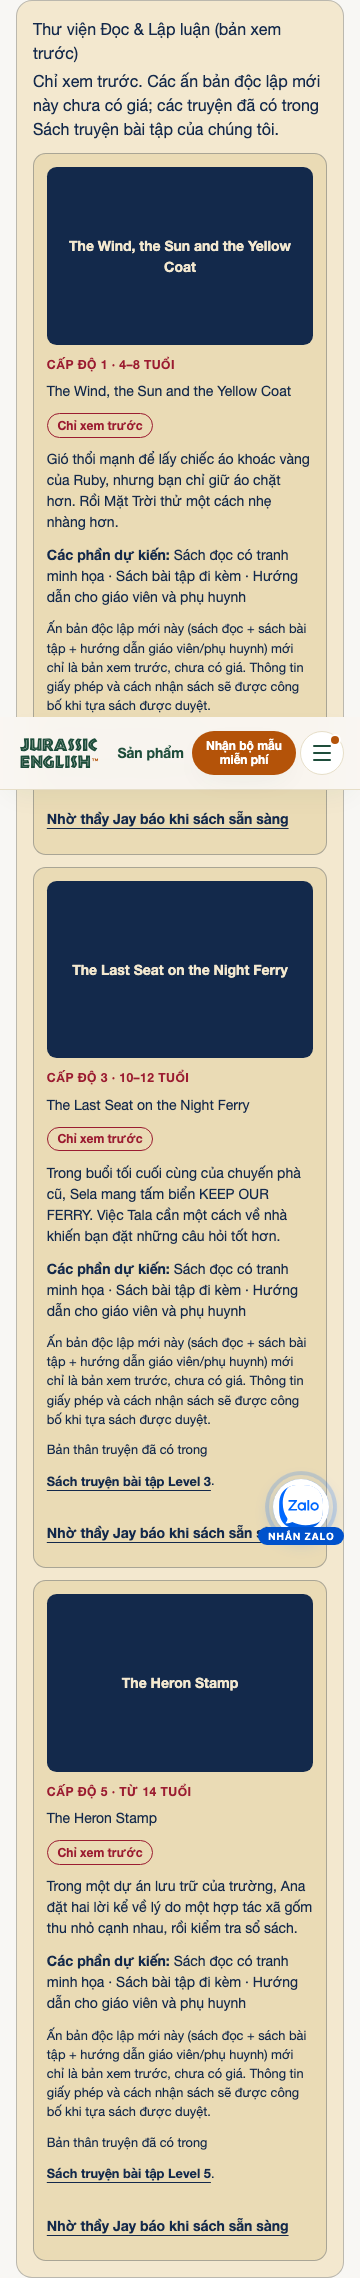 Thư viện Đọc & Lập luận (bản xem
trước)
Chỉ xem trước. Các ấn bản độc lập mới
này chưa có giá; các truyện đã có trong
Sách truyện bài tập của chúng tôi.
The Wind, the Sun and the Yellow
Coat
CẤP ĐỘ 1 · 4–8 TUỔI
The Wind, the Sun and the Yellow Coat
Chỉ xem trước
Gió thổi mạnh để lấy chiếc áo khoác vàng
của Ruby, nhưng bạn chỉ giữ áo chặt
hơn. Rồi Mặt Trời thử một cách nhẹ
nhàng hơn.
Các phần dự kiến: Sách đọc có tranh
minh họa · Sách bài tập đi kèm · Hướng
dẫn cho giáo viên và phụ huynh
Ấn bản độc lập mới này (sách đọc + sách bài
tập + hướng dẫn giáo viên/phụ huynh) mới
chỉ là bản xem trước, chưa có giá. Thông tin
giấy phép và cách nhận sách sẽ được công
bố khi tựa sách được duyệt.
JURASSIC
ENGLISH™
Sản phẩm
Nhận bộ mẫu
miễn phí
Nhờ thầy Jay báo khi sách sẵn sàng
The Last Seat on the Night Ferry
CẤP ĐỘ 3 · 10–12 TUỔI
The Last Seat on the Night Ferry
Chỉ xem trước
Trong buổi tối cuối cùng của chuyến phà
cũ, Sela mang tấm biển KEEP OUR
FERRY. Việc Tala cần một cách về nhà
khiến bạn đặt những câu hỏi tốt hơn.
Các phần dự kiến: Sách đọc có tranh
minh họa · Sách bài tập đi kèm · Hướng
dẫn cho giáo viên và phụ huynh
Ấn bản độc lập mới này (sách đọc + sách bài
tập + hướng dẫn giáo viên/phụ huynh) mới
chỉ là bản xem trước, chưa có giá. Thông tin
giấy phép và cách nhận sách sẽ được công
bố khi tựa sách được duyệt.
Bản thân truyện đã có trong
Sách truyện bài tập Level 3.
Zalo
NHẮN ZALO
Nhờ thầy Jay báo khi sách sẵn
The Heron Stamp
CẤP ĐỘ 5 · TỪ 14 TUỔI
The Heron Stamp
Chỉ xem trước
Trong một dự án lưu trữ của trường, Ana
đặt hai lời kể về lý do một hợp tác xã gốm
thu nhỏ cạnh nhau, rồi kiểm tra sổ sách.
Các phần dự kiến: Sách đọc có tranh
minh họa · Sách bài tập đi kèm · Hướng
dẫn cho giáo viên và phụ huynh
Ấn bản độc lập mới này (sách đọc + sách bài
tập + hướng dẫn giáo viên/phụ huynh) mới
chỉ là bản xem trước, chưa có giá. Thông tin
giấy phép và cách nhận sách sẽ được công
bố khi tựa sách được duyệt.
Bản thân truyện đã có trong
Sách truyện bài tập Level 5.
Nhờ thầy Jay báo khi sách sẵn sàng